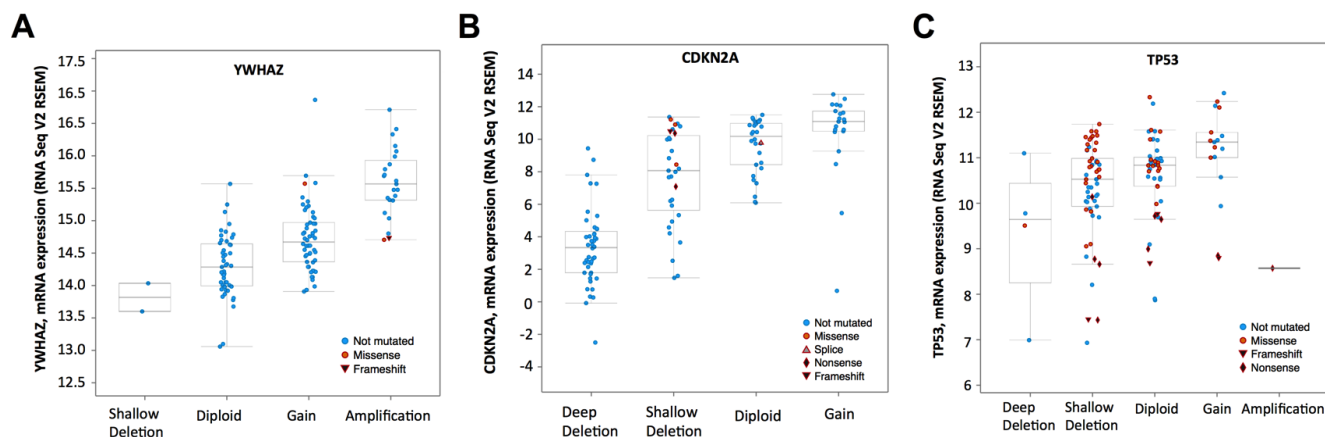 A
YWHAZ
YWHAZ, mRNA expression (RNA Seq V2 RSEM)
17.5
16.5
16.0
15.5
15.0
14.5
14.0
13.5
13.0
12.5
Not mutated
Missense
Frameshift
Shallow
Deletion
Diploid
Gain
Amplification
B
CDKN2A
CDKN2A, mRNA expression (RNA Seq V2 RSEM)
14
12
10
8
6
4
2
0
-2
-4
Not mutated
Missense
Splice
Nonsense
Frameshift
Deep
Deletion
Shallow
Deletion
Diploid
Gain
C
TP53
TP53, mRNA expression (RNA Seq V2 RSEM)
13
12
11
10
9
8
7
6
Not mutated
Missense
Frameshift
Nonsense
Deep
Deletion
Shallow
Deletion
Diploid
Gain
Amplification